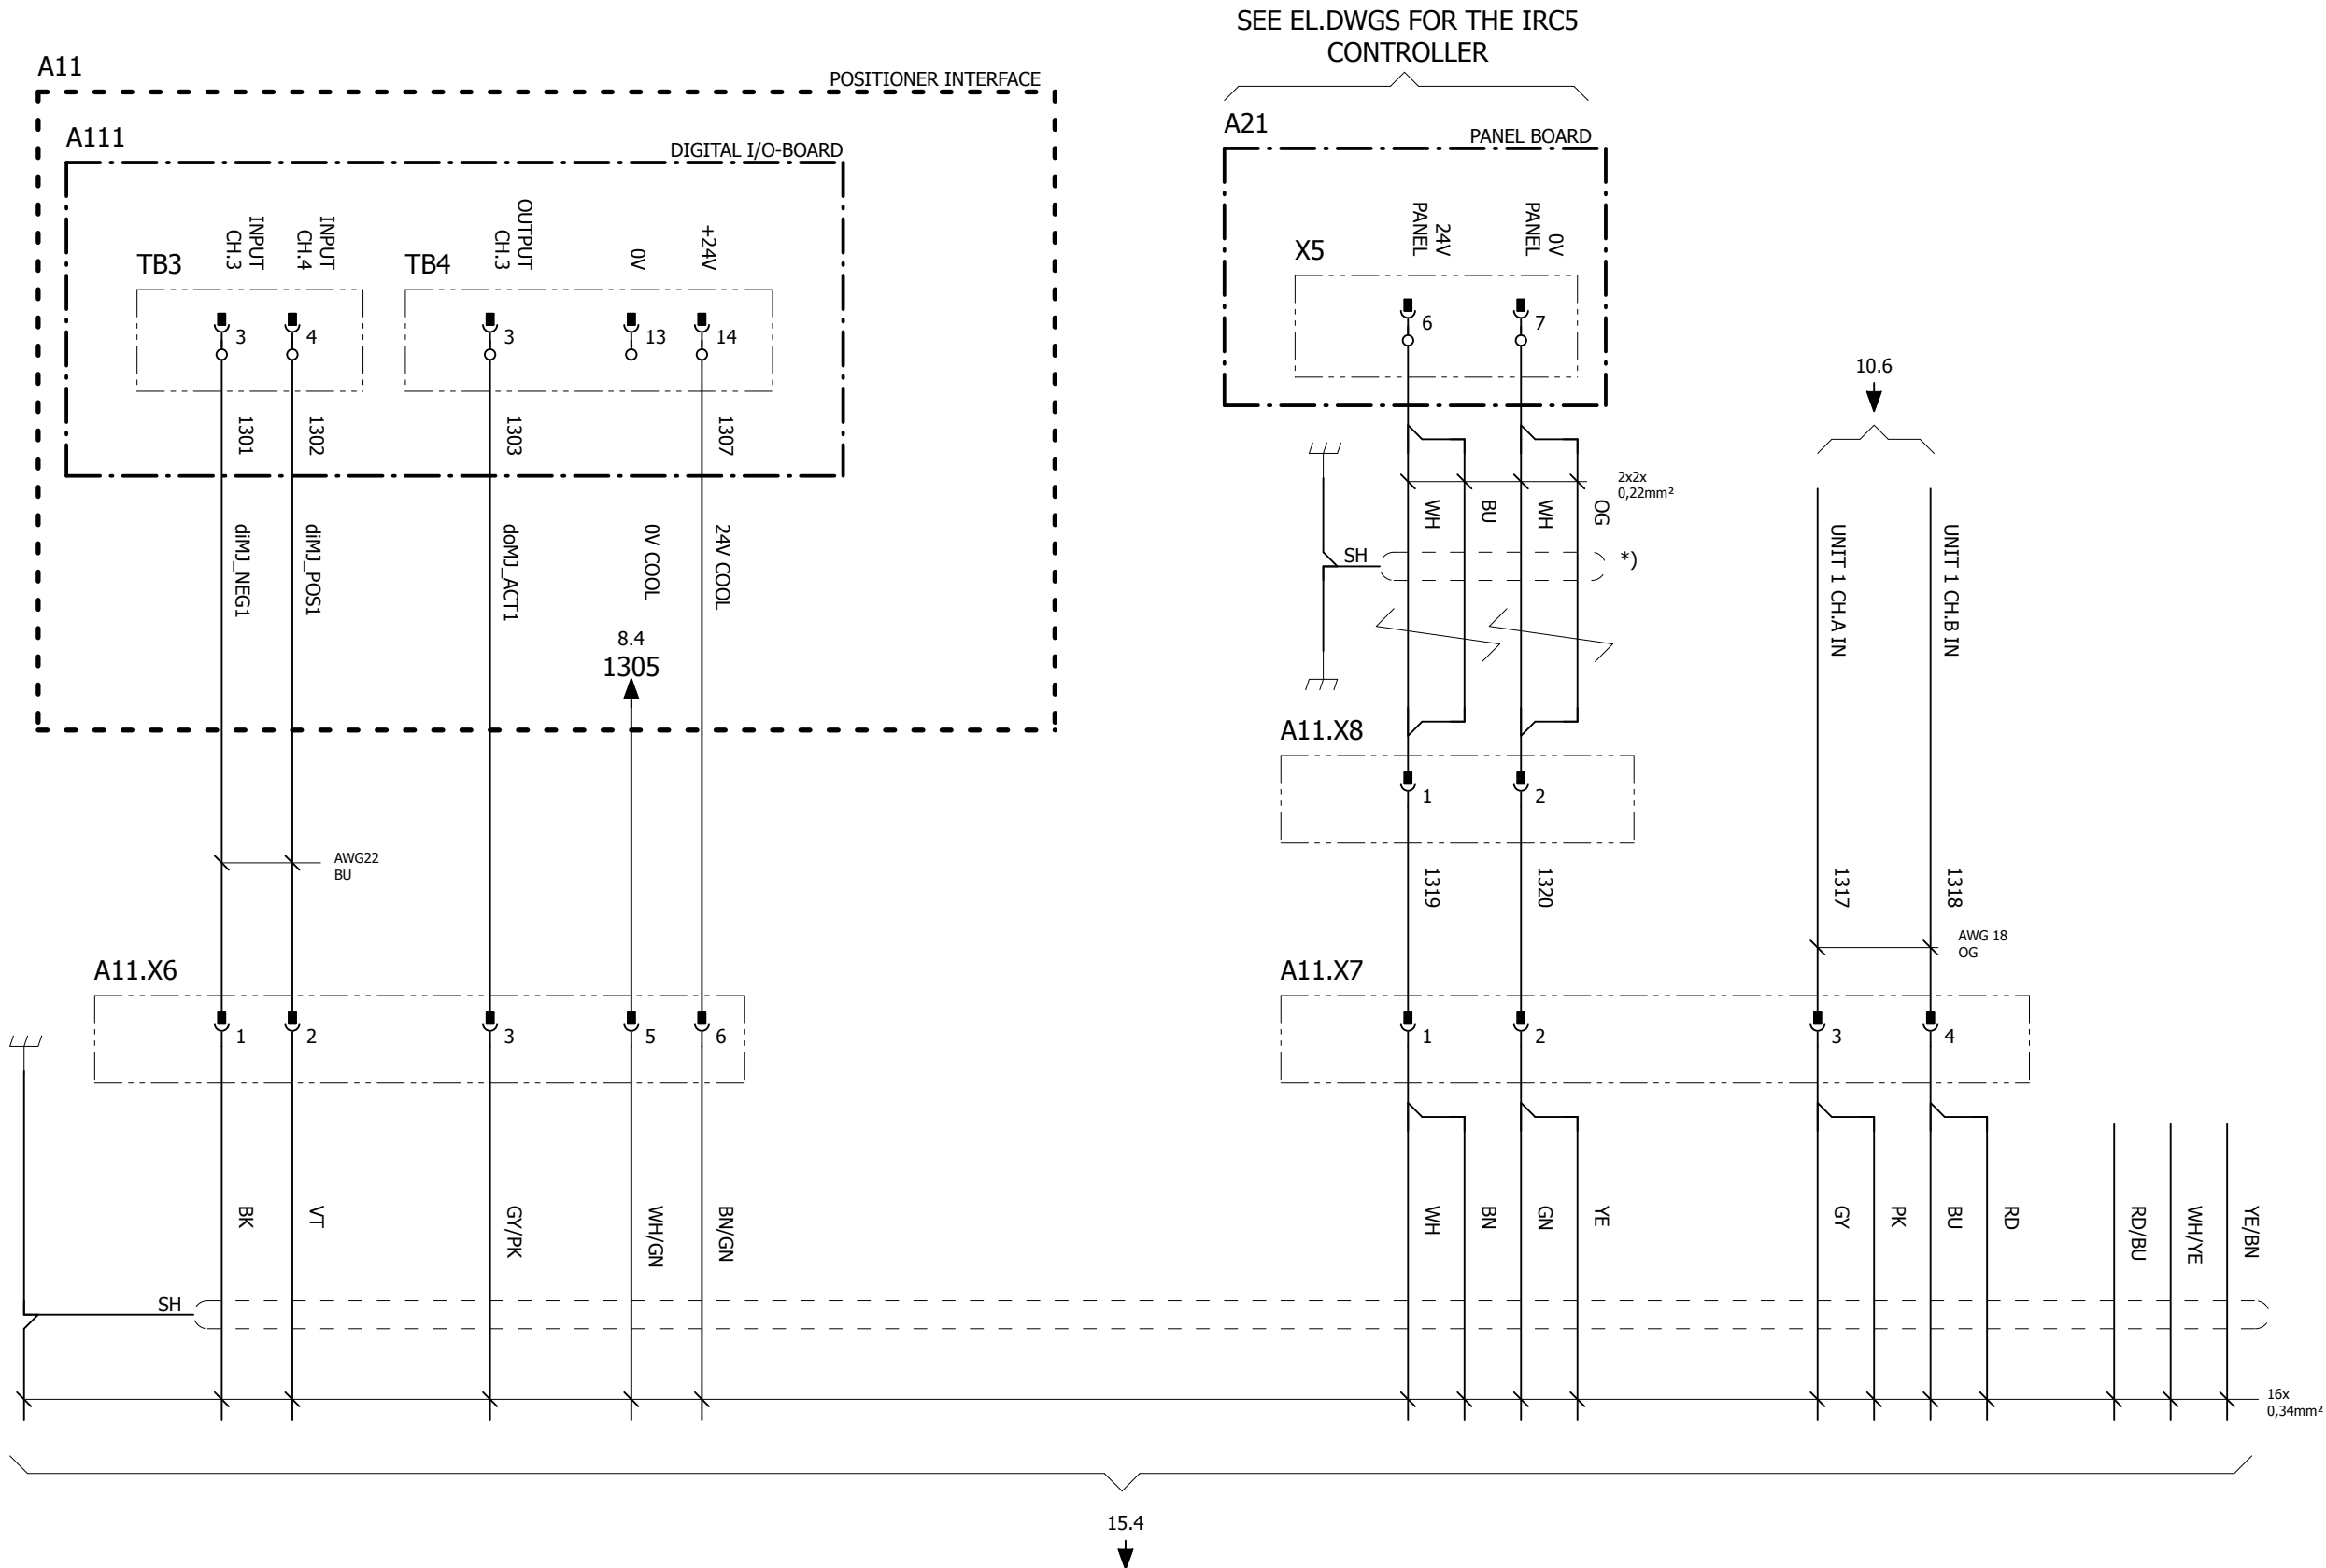 SEE EL.DWGS FOR THE IRC5
CONTROLLER
A11
POSITIONER INTERFACE
A111
DIGITAL I/O-BOARD
TB3
INPUT
CH.3
INPUT
CH.4
TB4
OUTPUT
CH.3
0V
+24V
3
4
3
13
14
1301
1302
1303
1307
diMJ_NEG1
diMJ_POS1
doMJ_ACT1
0V COOL
24V COOL
8.4
1305
AWG22
BU
A11.X6
1
2
3
5
6
BK
VT
GY/PK
WH/GN
BN/GN
SH
A21
PANEL BOARD
X5
24V
PANEL
0V
PANEL
6
7
2x2x
0,22mm²
WH
BU
WH
OG
SH
*)
A11.X8
1
2
1319
1320
10.6
UNIT 1 CH.A IN
UNIT 1 CH.B IN
1317
1318
AWG 18
OG
A11.X7
1
2
3
4
WH
BN
GN
YE
GY
PK
BU
RD
RD/BU
WH/YE
YE/BN
16x
0,34mm²
15.4